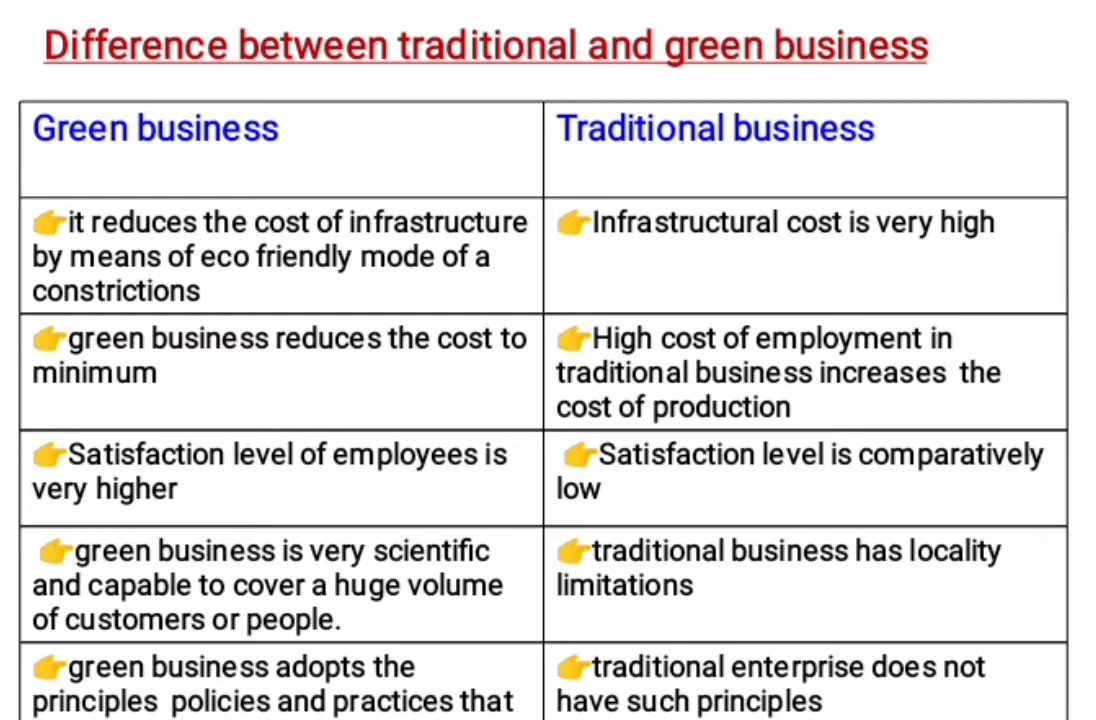 Difference between traditional and green business
Green business
Traditional business
👉it reduces the cost of infrastructure
by means of eco friendly mode of a
constrictions
👉Infrastructural cost is very high
👉green business reduces the cost to
minimum
👉High cost of employment in
traditional business increases the
cost of production
👉Satisfaction level of employees is
very higher
👉Satisfaction level is comparatively
low
👉green business is very scientific
and capable to cover a huge volume
of customers or people.
👉traditional business has locality
limitations
👉green business adopts the
principles policies and practices that
👉traditional enterprise does not
have such principles